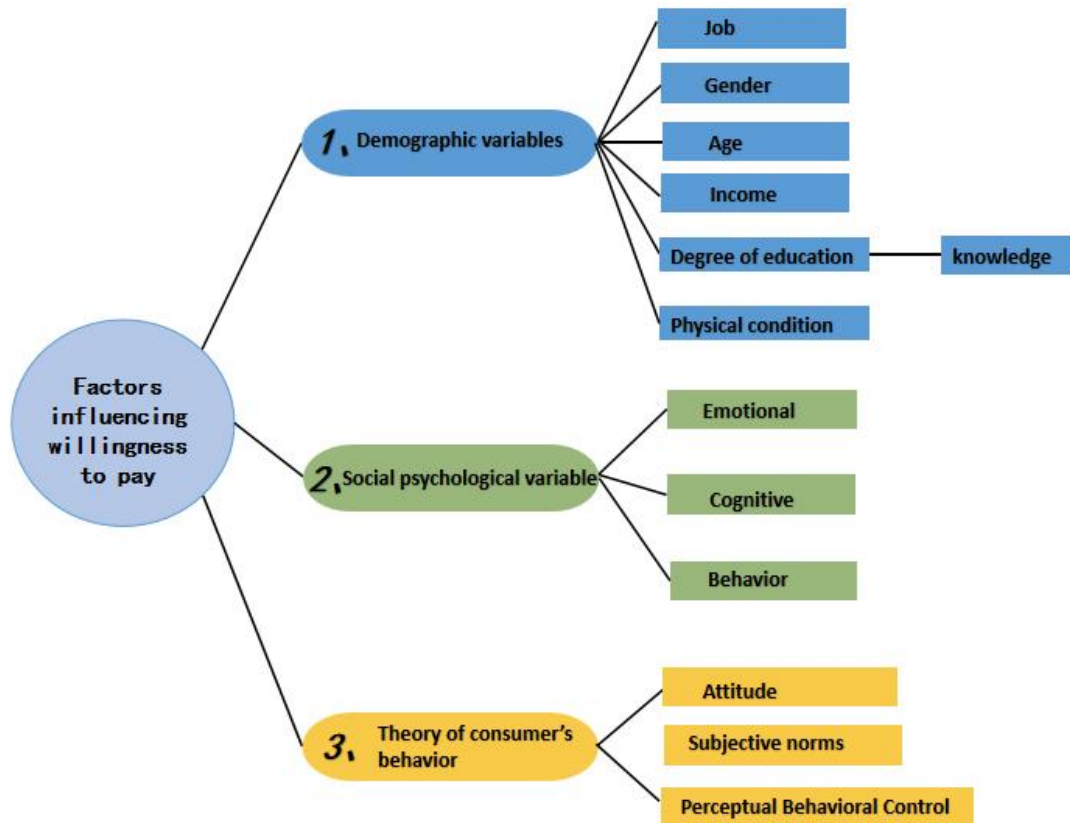 Factors
influencing
willingness
to pay
1、Demographic variables
Job
Gender
Age
Income
Degree of education
knowledge
Physical condition
2、Social psychological variable
Emotional
Cognitive
Behavior
3、Theory of consumer's
behavior
Attitude
Subjective norms
Perceptual Behavioral Control